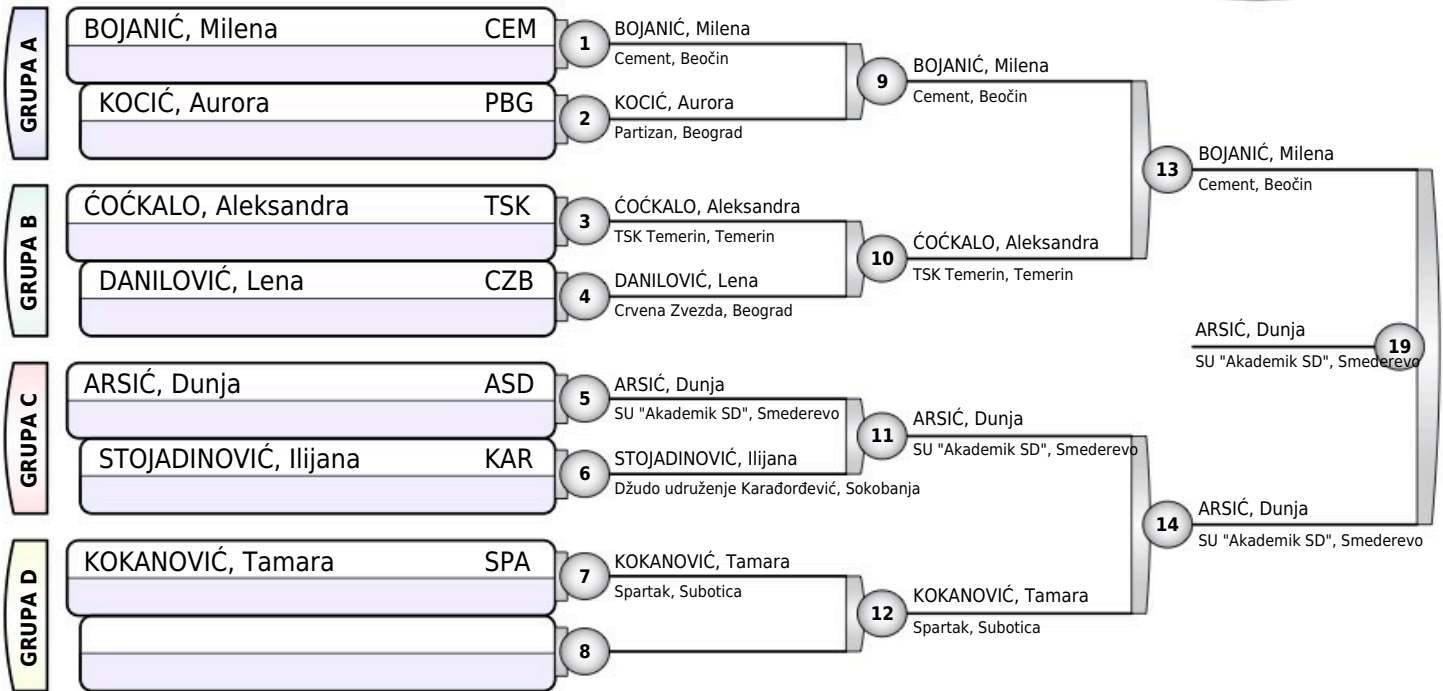 GRUPA A
BOJANIĆ, Milena CEM
KOCIĆ, Aurora PBG
GRUPA B
ĆOĆKALO, Aleksandra TSK
DANILOVIĆ, Lena CZB
GRUPA C
ARSIĆ, Dunja ASD
STOJADINOVIĆ, Ilijana KAR
GRUPA D
KOKANOVIĆ, Tamara SPA
1
BOJANIĆ, Milena
Cement, Beočin
2
KOCIĆ, Aurora
Partizan, Beograd
3
ĆOĆKALO, Aleksandra
TSK Temerin, Temerin
4
DANILOVIĆ, Lena
Crvena Zvezda, Beograd
5
ARSIĆ, Dunja
SU "Akademik SD", Smederevo
6
STOJADINOVIĆ, Ilijana
Džudo udruženje Karađorđević, Sokobanja
7
KOKANOVIĆ, Tamara
Spartak, Subotica
8
9
BOJANIĆ, Milena
Cement, Beočin
10
ĆOĆKALO, Aleksandra
TSK Temerin, Temerin
11
ARSIĆ, Dunja
SU "Akademik SD", Smederevo
12
KOKANOVIĆ, Tamara
Spartak, Subotica
13
BOJANIĆ, Milena
Cement, Beočin
14
ARSIĆ, Dunja
SU "Akademik SD", Smederevo
ARSIĆ, Dunja
19
SU "Akademik SD", Smederevo